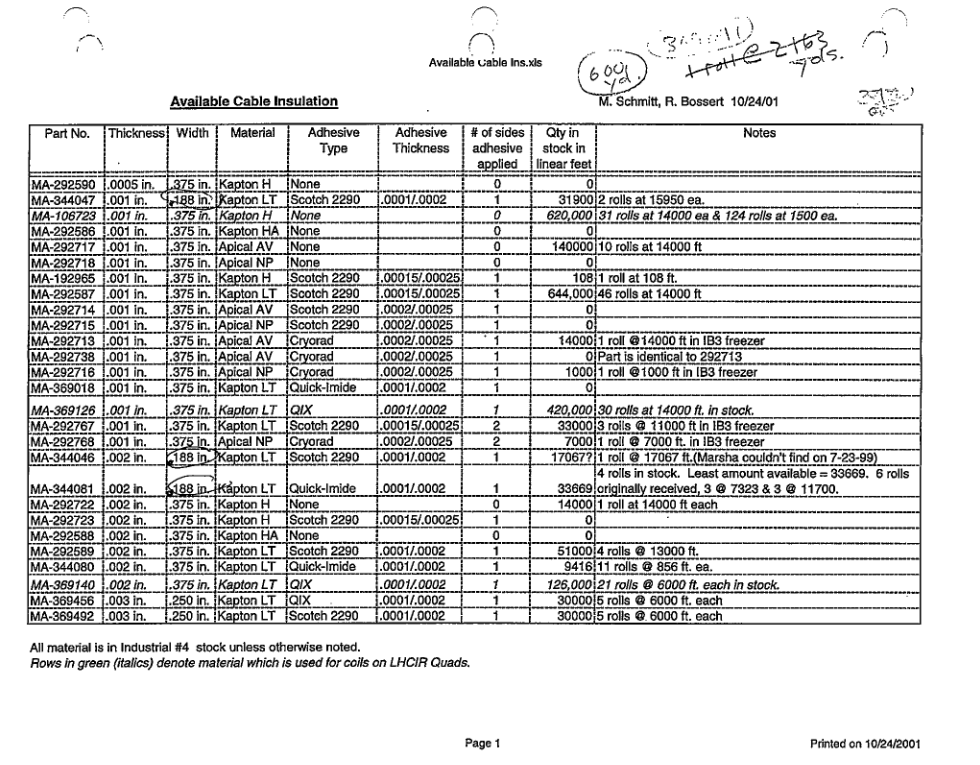 Available Cable Ins.xls
600 yd.
1 roll @ 2163 yds.
Available Cable Insulation
M. Schmitt, R. Bossert 10/24/01
Part No. Thickness Width Material Adhesive Type Adhesive Thickness # of sides adhesive applied Qty in stock in linear feet Notes
MA-292590 .0005 in. .375 in. Kapton H None 0 0
MA-344047 .001 in. .188 in. Kapton LT Scotch 2290 .0001/.0002 1 31900 2 rolls at 15950 ea.
MA-106723 .001 in. .375 in. Kapton H None 0 620,000 31 rolls at 14000 ea & 124 rolls at 1500 ea.
MA-292586 .001 in. .375 in. Kapton HA None 0 0
MA-292717 .001 in. .375 in. Apical AV None 0 140000 10 rolls at 14000 ft
MA-292718 .001 in. .375 in. Apical NP None 0 0
MA-192965 .001 in. .375 in. Kapton H Scotch 2290 .00015/.00025 1 108 1 roll at 108 ft.
MA-292587 .001 in. .375 in. Kapton LT Scotch 2290 .00015/.00025 1 644,000 46 rolls at 14000 ft
MA-292714 .001 in. .375 in. Apical AV Scotch 2290 .0002/.00025 1 0
MA-292715 .001 in. .375 in. Apical NP Scotch 2290 .0002/.00025 1 0
MA-292713 .001 in. .375 in. Apical AV Cryorad .0002/.00025 1 14000 1 roll @14000 ft in IB3 freezer
MA-292738 .001 in. .375 in. Apical AV Cryorad .0002/.00025 1 0 Part is identical to 292713
MA-292716 .001 in. .375 in. Apical NP Cryorad .0002/.00025 1 1000 1 roll @1000 ft in IB3 freezer
MA-369018 .001 in. .375 in. Kapton LT Quick-Imide .0001/.0002 1 0
MA-369126 .001 in. .375 in. Kapton LT QIX .0001/.0002 1 420,000 30 rolls at 14000 ft. in stock.
MA-292767 .001 in. .375 in. Kapton LT Scotch 2290 .00015/.00025 2 33000 3 rolls @ 11000 ft in IB3 freezer
MA-292768 .001 in. .375 in. Apical NP Cryorad .0002/.00025 2 7000 1 roll @ 7000 ft. in IB3 freezer
MA-344046 .002 in. .188 in. Kapton LT Scotch 2290 .0001/.0002 1 17067? 1 roll @ 17067 ft.(Marsha couldn't find on 7-23-99)
4 rolls in stock. Least amount available = 33669. 6 rolls
MA-344081 .002 in. .188 in. Kapton LT Quick-Imide .0001/.0002 1 33669 originally received, 3 @ 7323 & 3 @ 11700.
MA-292722 .002 in. .375 in. Kapton H None 0 14000 1 roll at 14000 ft each
MA-292723 .002 in. .375 in. Kapton H Scotch 2290 .00015/.00025 1 0
MA-292588 .002 in. .375 in. Kapton HA None 0 0
MA-292589 .002 in. .375 in. Kapton LT Scotch 2290 .0001/.0002 1 51000 4 rolls @ 13000 ft.
MA-344080 .002 in. .375 in. Kapton LT Quick-Imide .0001/.0002 1 9416 11 rolls @ 856 ft. ea.
MA-369140 .002 in. .375 in. Kapton LT QIX .0001/.0002 1 126,000 21 rolls @ 6000 ft. each in stock.
MA-369456 .003 in. .250 in. Kapton LT QIX .0001/.0002 1 30000 5 rolls @ 6000 ft. each
MA-369492 .003 in. .250 in. Kapton LT Scotch 2290 .0001/.0002 1 30000 5 rolls @ 6000 ft. each
All material is in Industrial #4 stock unless otherwise noted.
Rows in green (italics) denote material which is used for coils on LHCIR Quads.
Page 1
Printed on 10/24/2001